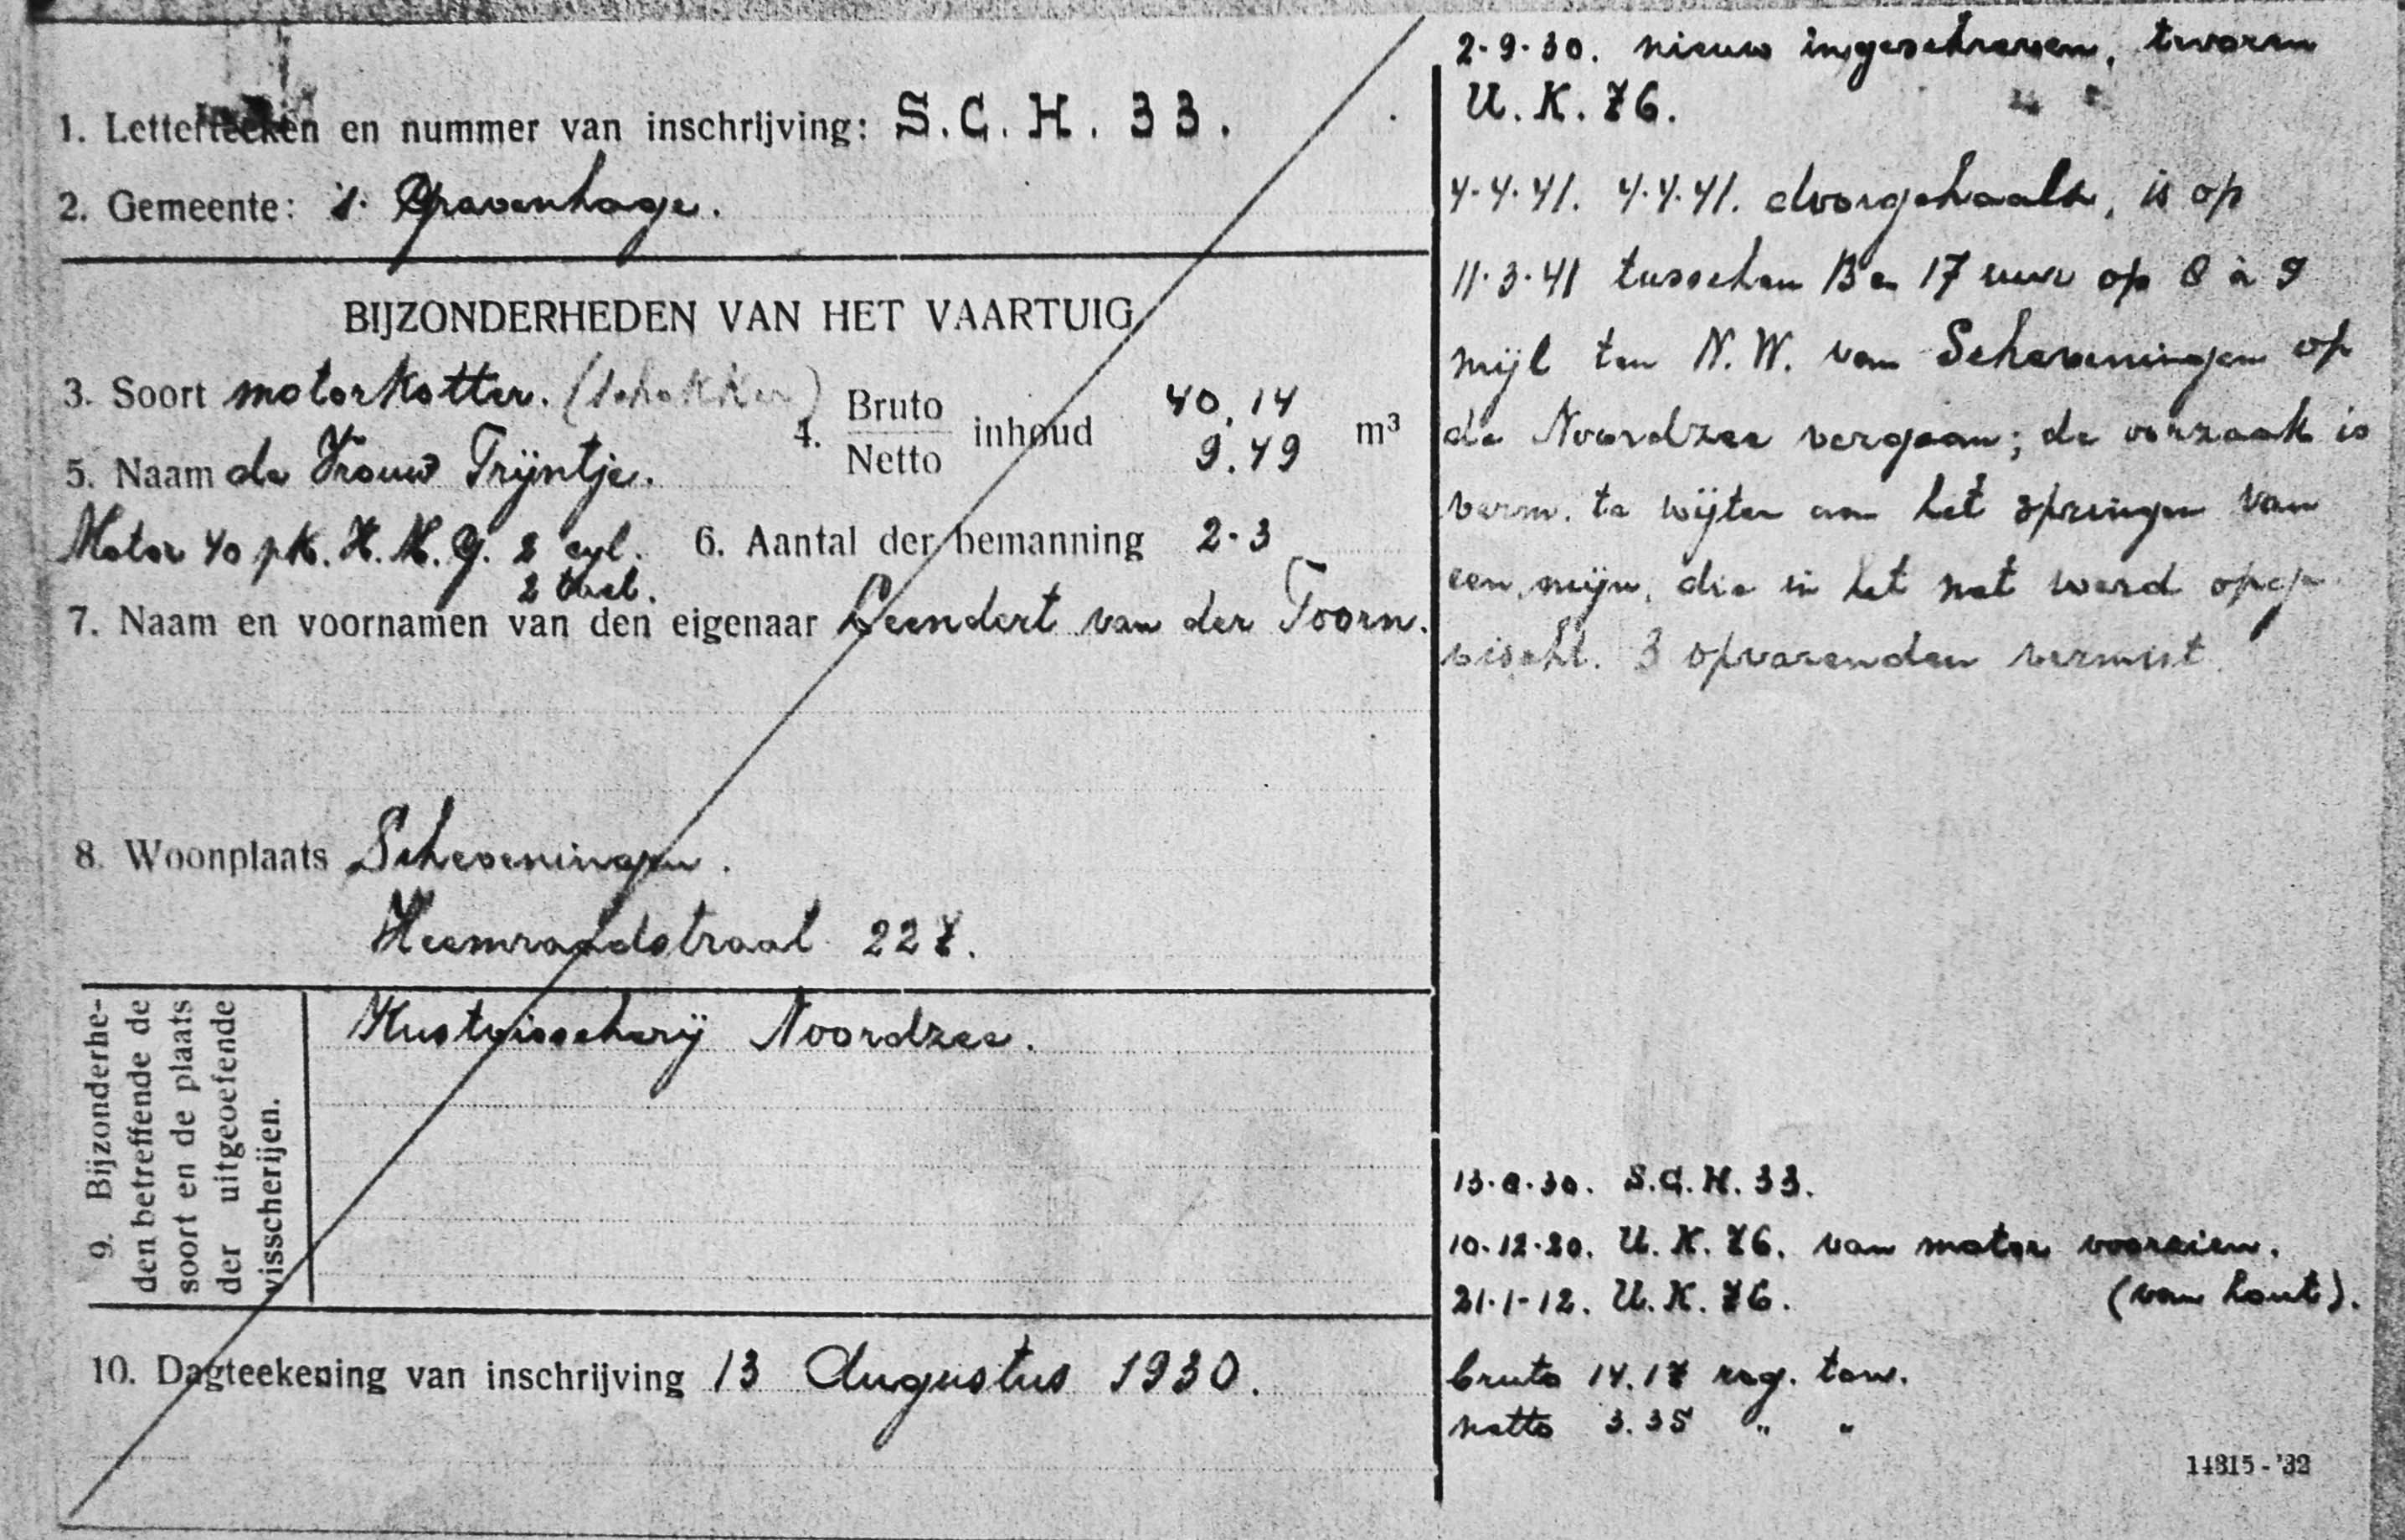 1. Letterteeken en nummer van inschrijving: S.C.H. 33.
2. Gemeente: 's-Gravenhage.
BIJZONDERHEDEN VAN HET VAARTUIG
3. Soort motorkotter. (schokker)
4. Bruto inhoud 40,14 m³
Netto 9.49
5. Naam de Vrouw Trijntje.
Motor 40 pk. H.M.G. 2 cyl.
2 takt.
6. Aantal der bemanning 2-3
7. Naam en voornamen van den eigenaar Leendert van der Toorn.
8. Woonplaats Scheveningen.
Heemraadstraat 227.
9. Bijzonderhe-
den betreffende de
soort en de plaats
der uitgeoefende
visscherijen.
Kustvisscherij Noordzee.
10. Dagteekening van inschrijving 13 Augustus 1930.
2-9-30. nieuw ingeschreven, tevoren
U.K. 76.
4-4-41. 4.4.41. doorgehaald, is op
11-3-41 tusschen 13 en 17 uur op 8 à 9
mijl ten N.W. van Scheveningen op
de Noordzee vergaan; de oorzaak is
verm. te wijten aan het springen van
een mijn, die in het net werd opge-
vischt. 3 opvarenden vermist
13-8-30. S.C.H. 33.
10-12-20. U.K. 76. van motor voorzien.
21-1-12. U.K. 76. (van hout).
bruto 14.17 reg. ton.
netto 3.35 " "
14315-'32